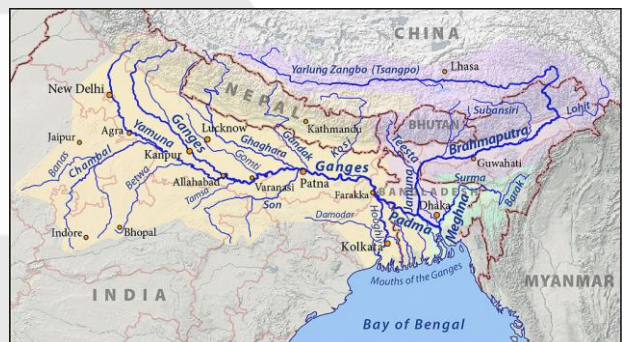 CHINA
Yarlung Zangbo (Tsangpo)
Lhasa
New Delhi
NEPAL
Kathmandu
BHUTAN
Subansiri
Lohit
Brahmaputra
Teesta
Guwahati
Jaipur
Agra
Yamuna
Ganges
Lucknow
Ghaghara
Gandak
Kosi
Banas
Chambal
Kanpur
Gomti
Ganges
Betwa
Allahabad
Varanasi
Patna
Tamsa
Son
Farakka
BANGLADESH
Jamuna
Surma
Barak
Dhaka
Meghna
Padma
Damodar
Hooghly
Kolkata
Indore
Bhopal
Mouths of the Ganges
INDIA
MYANMAR
Bay of Bengal